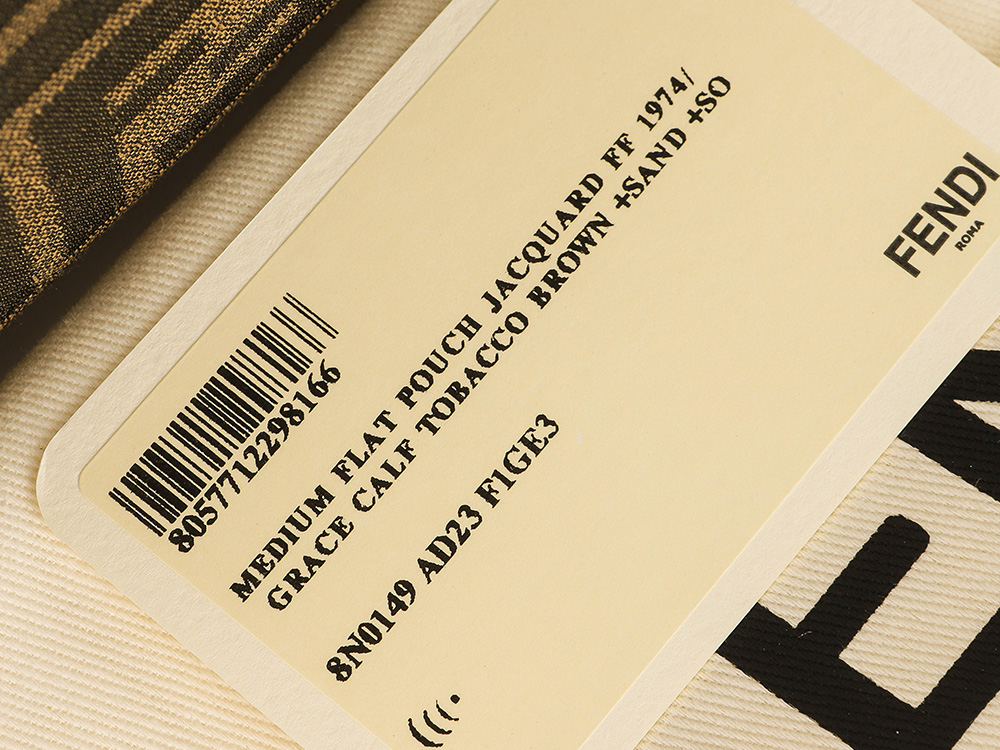 8057712298166
MEDIUM FLAT POUCH JACQUARD FF 1974/
GRACE CALF TOBACCO BROWN +SAND +SO
8N0149 AD23 F1GE3
(((.
FENDI
ROMA